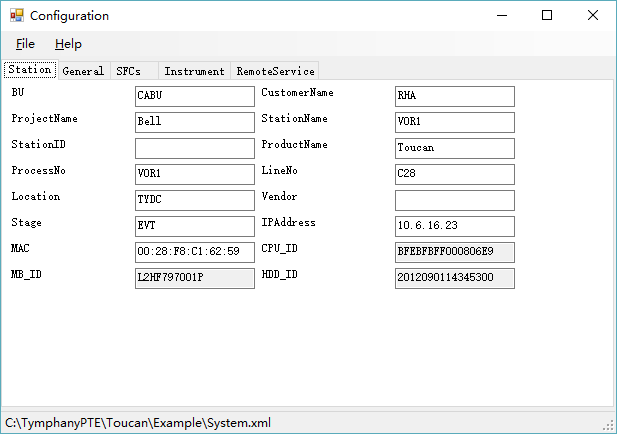 Configuration
File Help
Station General SFCs Instrument RemoteService
BU CABU CustomerName RHA
ProjectName Bell StationName VOR1
StationID ProductName Toucan
ProcessNo VOR1 LineNo C28
Location TYDC Vendor
Stage EVT IPAddress 10.6.16.23
MAC 00:28:F8:C1:62:59 CPU_ID BFEBFBFF000806E9
MB_ID L2HF797001P HDD_ID 2012090114345300
C:\TymphanyPTE\Toucan\Example\System.xml